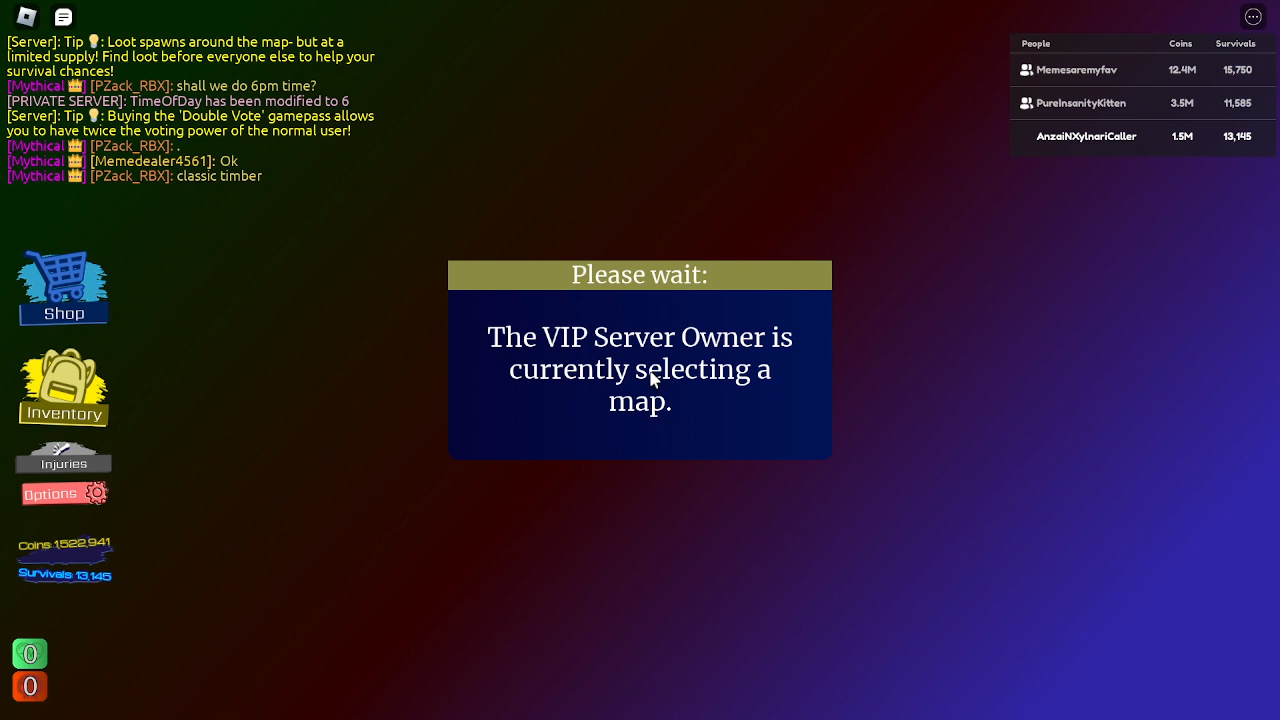 [Server]: Tip 💡: Loot spawns around the map- but at a
limited supply! Find loot before everyone else to help your
survival chances!
[Mythical 👑] [PZack_RBX]: shall we do 6pm time?
[PRIVATE SERVER]: TimeOfDay has been modified to 6
[Server]: Tip 💡: Buying the 'Double Vote' gamepass allows
you to have twice the voting power of the normal user!
[Mythical 👑] [PZack_RBX]: .
[Mythical 👑] [Memedealer4561]: Ok
[Mythical 👑] [PZack_RBX]: classic timber
People Coins Survivals
Memesaremyfav 12.4M 15,750
PureInsanityKitten 3.5M 11,585
AnzaiNXylnariCaller 1.5M 13,145
Please wait:
The VIP Server Owner is
currently selecting a
map.
Shop
Inventory
Injuries
Options
Coins: 1,522,941
Survivals: 13,145
0
0